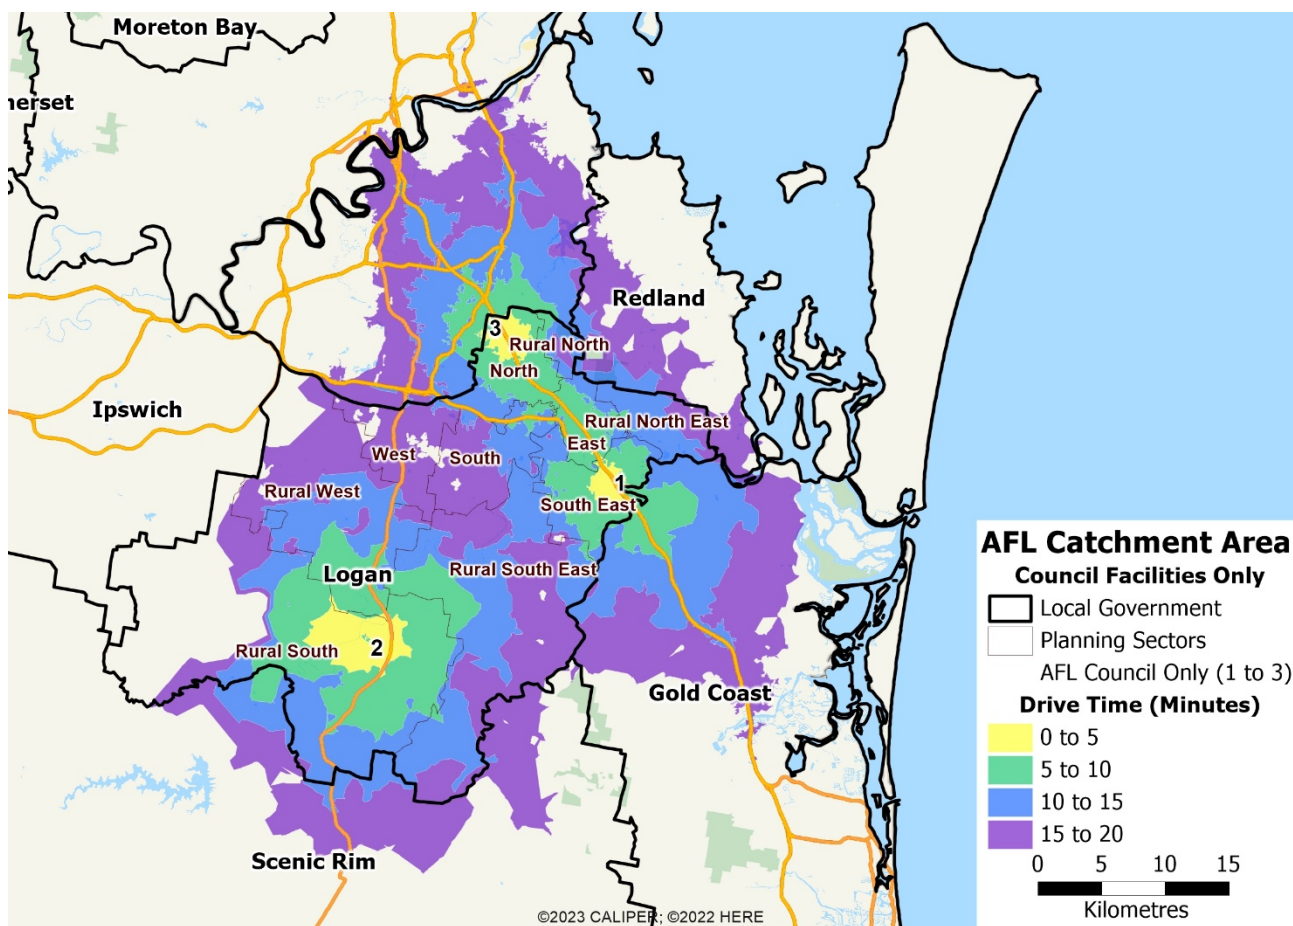 Moreton Bay
nerset
Redland
3
Rural North
North
Ipswich
Rural North East
East
West
South
1
Rural West
South East
Logan
Rural South East
2
Rural South
Gold Coast
Scenic Rim
AFL Catchment Area
Council Facilities Only
Local Government
Planning Sectors
AFL Council Only (1 to 3)
Drive Time (Minutes)
0 to 5
5 to 10
10 to 15
15 to 20
0 5 10 15
Kilometres
©2023 CALIPER; ©2022 HERE